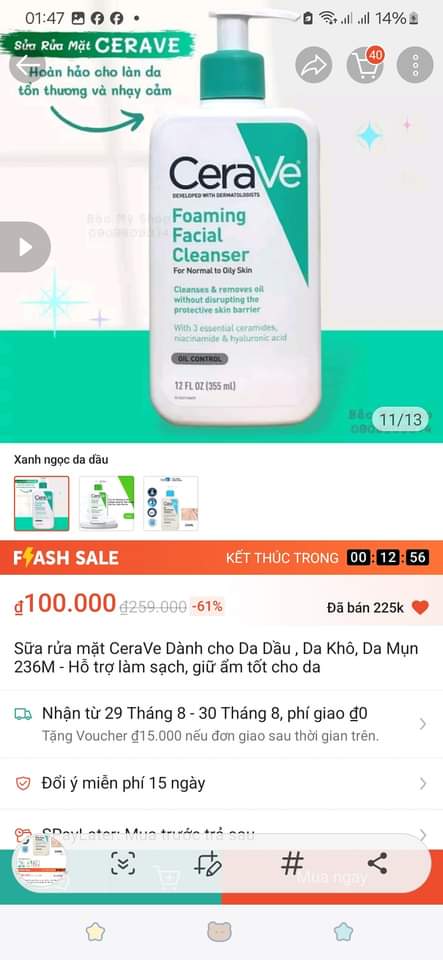 01:47
14%
Sữa Rửa Mặt CERAVE
Hoàn hảo cho làn da
tổn thương và nhạy cảm
40
CeraVe
DEVELOPED WITH DERMATOLOGISTS
Foaming
Facial
Cleanser
For Normal to Oily Skin
Cleanses & removes oil
without disrupting the
protective skin barrier
With 3 essential ceramides,
niacinamide & hyaluronic acid
OIL CONTROL
12 FL OZ (355 ml)
11/13
Xanh ngọc da dầu
FLASH SALE
KẾT THÚC TRONG 00:12:56
₫100.000 ₫259.000 -61%
Đã bán 225k
Sữa rửa mặt CeraVe Dành cho Da Dầu , Da Khô, Da Mụn
236M - Hỗ trợ làm sạch, giữ ẩm tốt cho da
Nhận từ 29 Tháng 8 - 30 Tháng 8, phí giao ₫0
Tặng Voucher ₫15.000 nếu đơn giao sau thời gian trên.
Đổi ý miễn phí 15 ngày
SPayLater: Mua trước trả sau
Mua ngay